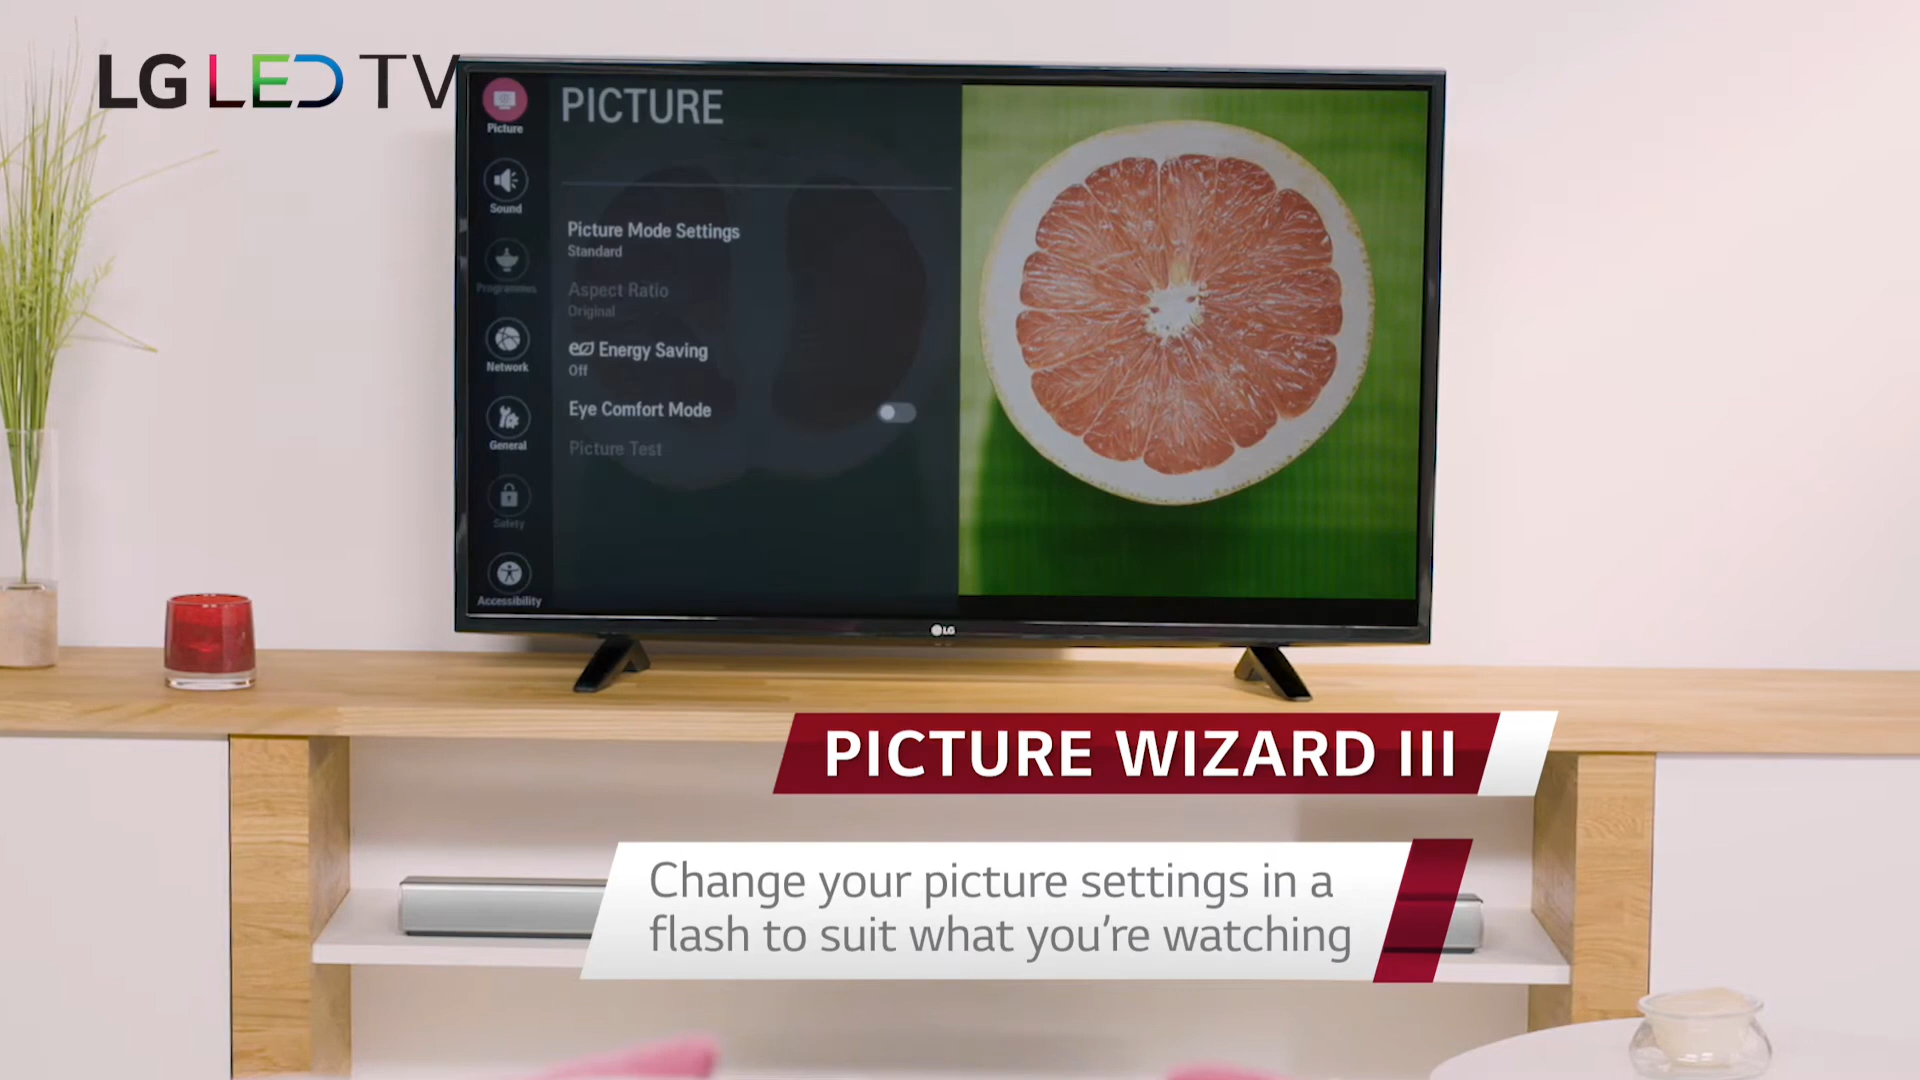 LG LED TV
Picture
PICTURE
Sound
Picture Mode Settings
Standard
Programmes
Aspect Ratio
Original
Network
Energy Saving
Off
General
Eye Comfort Mode
Picture Test
Safety
Accessibility
LG
PICTURE WIZARD III
Change your picture settings in a
flash to suit what you're watching